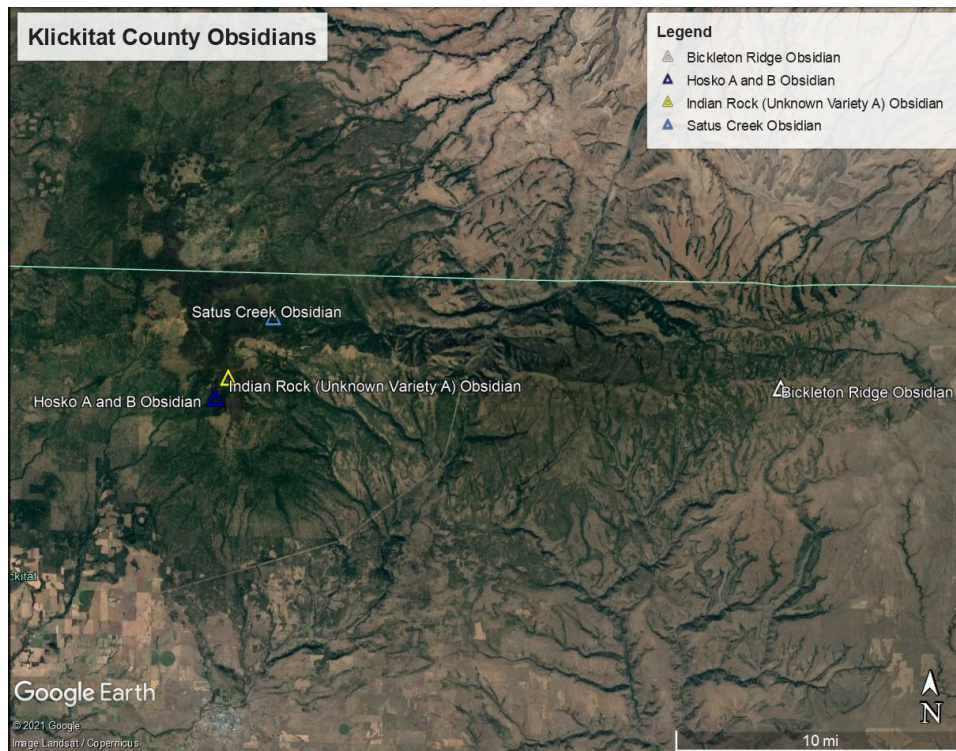 Klickitat County Obsidians
Legend
Bickleton Ridge Obsidian
Hosko A and B Obsidian
Indian Rock (Unknown Variety A) Obsidian
Satus Creek Obsidian
Satus Creek Obsidian
Indian Rock (Unknown Variety A) Obsidian
Hosko A and B Obsidian
Bickleton Ridge Obsidian
ckitat
Google Earth
© 2021 Google
Image Landsat / Copernicus
10 mi
N